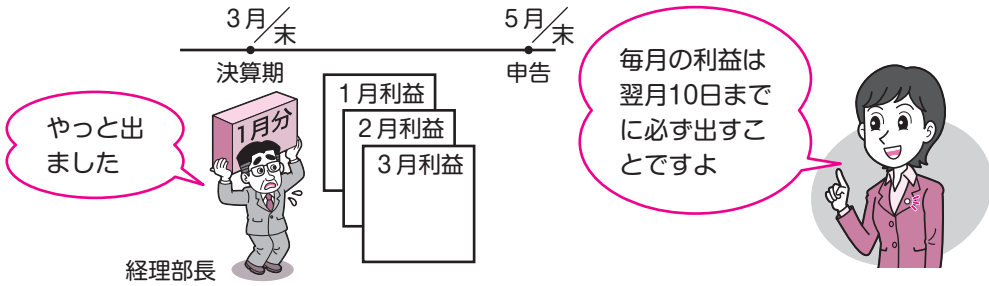 3月/末
5月/末
決算期
申告
やっと出
ました
1月分
経理部長
1月利益
2月利益
3月利益
毎月の利益は
翌月10日まで
に必ず出すこ
とですよ